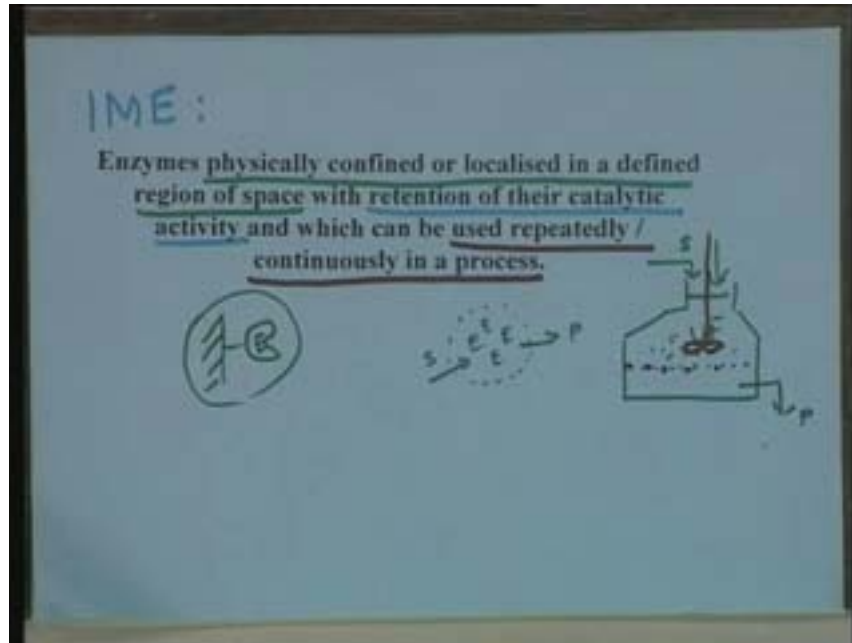 IME:
Enzymes physically confined or localised in a defined
region of space with retention of their catalytic
activity and which can be used repeatedly /
continuously in a process.
S
E
S E E E P
E
E
P